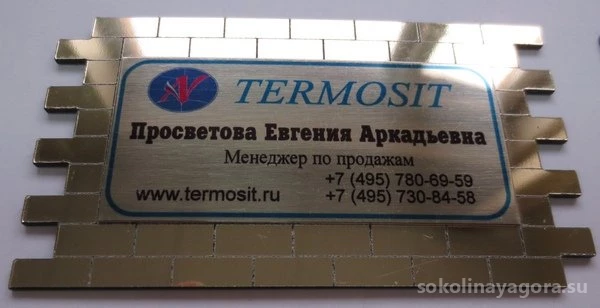 TERMOSIT
Просветова Евгения Аркадьевна
Менеджер по продажам
+7 (495) 780-69-59
www.termosit.ru +7 (495) 730-84-58
sokolinayagora.su